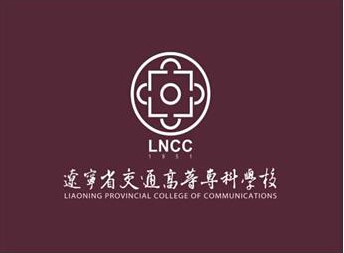 LNCC
1951
遼寧省交通高等專科學校
LIAONING PROVINCIAL COLLEGE OF COMMUNICATIONS